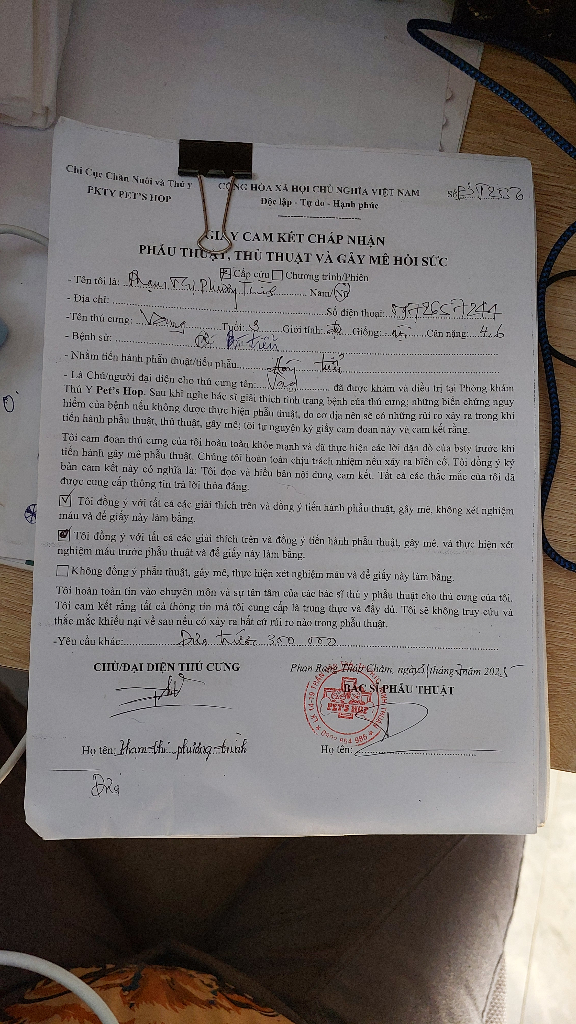 Chi Cục Chăn Nuôi và Thú y
PKTY PET'S HOP
CỘNG HÒA XÃ HỘI CHỦ NGHĨA VIỆT NAM
Độc lập - Tự do - Hạnh phúc
Số:
GIẤY CAM KẾT CHẤP NHẬN
PHẪU THUẬT, THỦ THUẬT VÀ GÂY MÊ HỒI SỨC
Cấp cứu Chương trình/Phiên
- Tên tôi là: Phạm Thị Phương Trinh Nam/Nữ
- Địa chỉ: Số điện thoại:
-Tên thú cưng: Vàng Tuổi: 3 Giới tính: Giống: Cân nặng: 4.6
- Bệnh sử:
- Nhằm tiến hành phẫu thuật/tiểu phẫu
- Là Chủ/người đại diện cho thú cưng tên: đã được khám và điều trị tại Phòng khám
Thú Y Pet's Hop. Sau khi nghe bác sĩ giải thích tình trạng bệnh của thú cưng; những biến chứng nguy
hiểm của bệnh nếu không được thực hiện phẫu thuật, do cơ địa nên sẽ có những rủi ro xảy ra trong khi
tiến hành phẫu thuật, thủ thuật, gây mê; tôi tự nguyện ký giấy cam đoạn này và cam kết rằng.
Tôi cam đoan thú cưng của tôi hoàn toàn khỏe mạnh và đã thực hiện các lời dặn dò của bsty trước khi
tiến hành gây mê phẫu thuật. Chúng tôi hoàn toàn chịu trách nhiệm nếu xảy ra biến cố. Tôi đồng ý ký
bản cam kết này có nghĩa là: Tôi đọc và hiểu bản nội dung cam kết. Tất cả các thắc mắc của tôi đã
được cung cấp thông tin trả lời thỏa đáng.
Tôi đồng ý với tất cả các giải thích trên và đồng ý tiến hành phẫu thuật, gây mê, không xét nghiệm
máu và để giấy này làm bằng.
Tôi đồng ý với tất cả các giải thích trên và đồng ý tiến hành phẫu thuật, gây mê, và thực hiện xét
nghiệm máu trước phẫu thuật và để giấy này làm bằng.
Không đồng ý phẫu thuật, gây mê, thực hiện xét nghiệm máu và để giấy này làm bằng.
Tôi hoàn toàn tin vào chuyên môn và sự tận tâm của các bác sĩ thú y phẫu thuật cho thú cưng của tôi.
Tôi cam kết rằng tất cả thông tin mà tôi cung cấp là trung thực và đầy đủ. Tôi sẽ không truy cứu và
thắc mắc khiếu nại về sau nếu có xảy ra bất cứ rủi ro nào trong phẫu thuật.
-Yêu cầu khác: Đưa trước 300 000
CHỦ/ĐẠI DIỆN THÚ CƯNG
Phan Rang Tháp Chàm, ngày tháng năm 2025
BÁC SĨ PHẪU THUẬT
PET'S HOP
Họ tên: Phạm thị phương trinh
Họ tên: